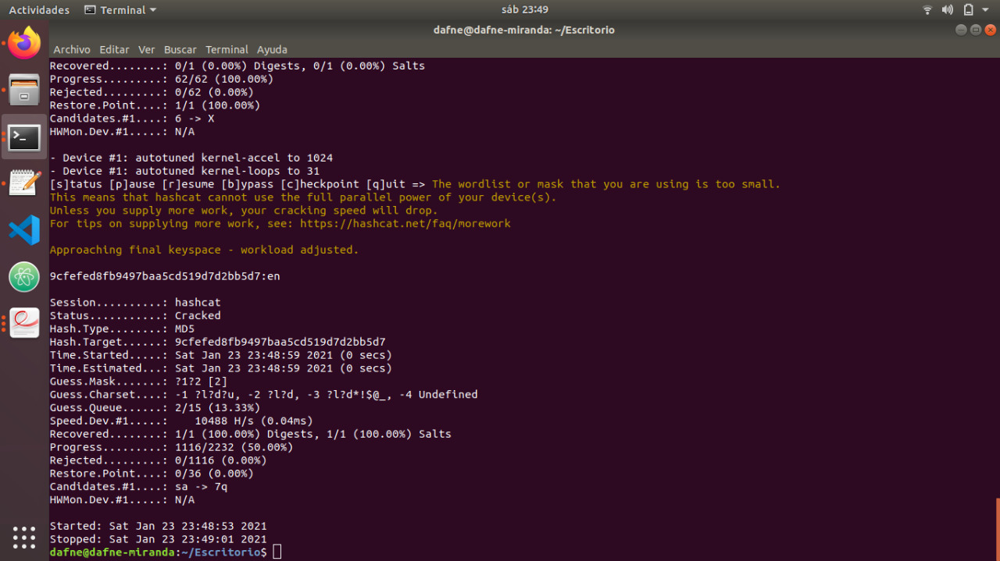 Actividades Terminal sáb 23:49
dafne@dafne-miranda: ~/Escritorio
Archivo Editar Ver Buscar Terminal Ayuda
Recovered........: 0/1 (0.00%) Digests, 0/1 (0.00%) Salts
Progress.........: 62/62 (100.00%)
Rejected.........: 0/62 (0.00%)
Restore.Point....: 1/1 (100.00%)
Candidates.#1....: 6 -> X
HWMon.Dev.#1.....: N/A
- Device #1: autotuned kernel-accel to 1024
- Device #1: autotuned kernel-loops to 31
[s]tatus [p]ause [r]esume [b]ypass [c]heckpoint [q]uit => The wordlist or mask that you are using is too small.
This means that hashcat cannot use the full parallel power of your device(s).
Unless you supply more work, your cracking speed will drop.
For tips on supplying more work, see: https://hashcat.net/faq/morework
Approaching final keyspace - workload adjusted.
9cfefed8fb9497baa5cd519d7d2bb5d7:en
Session..........: hashcat
Status...........: Cracked
Hash.Type........: MD5
Hash.Target......: 9cfefed8fb9497baa5cd519d7d2bb5d7
Time.Started.....: Sat Jan 23 23:48:59 2021 (0 secs)
Time.Estimated...: Sat Jan 23 23:48:59 2021 (0 secs)
Guess.Mask.......: ?1?2 [2]
Guess.Charset....: -1 ?l?d?u, -2 ?l?d, -3 ?l?d*!$@_, -4 Undefined
Guess.Queue......: 2/15 (13.33%)
Speed.Dev.#1.....:    10488 H/s (0.04ms)
Recovered........: 1/1 (100.00%) Digests, 1/1 (100.00%) Salts
Progress.........: 1116/2232 (50.00%)
Rejected.........: 0/1116 (0.00%)
Restore.Point....: 0/36 (0.00%)
Candidates.#1....: sa -> 7q
HWMon.Dev.#1.....: N/A
Started: Sat Jan 23 23:48:53 2021
Stopped: Sat Jan 23 23:49:01 2021
dafne@dafne-miranda:~/Escritorio$